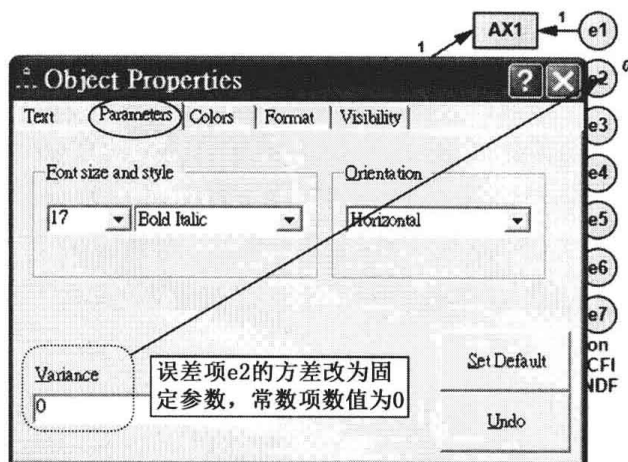 1
AX1
1
e1
Object Properties
e2
0
Text Parameters Colors Format Visibility
e3
Font size and style
Orientation
e4
17 Bold Italic
Horizontal
e5
e6
e7
on
CFI
NDF
Variance
0
误差项e2的方差改为固
定参数，常数项数值为0
Set Default
Undo